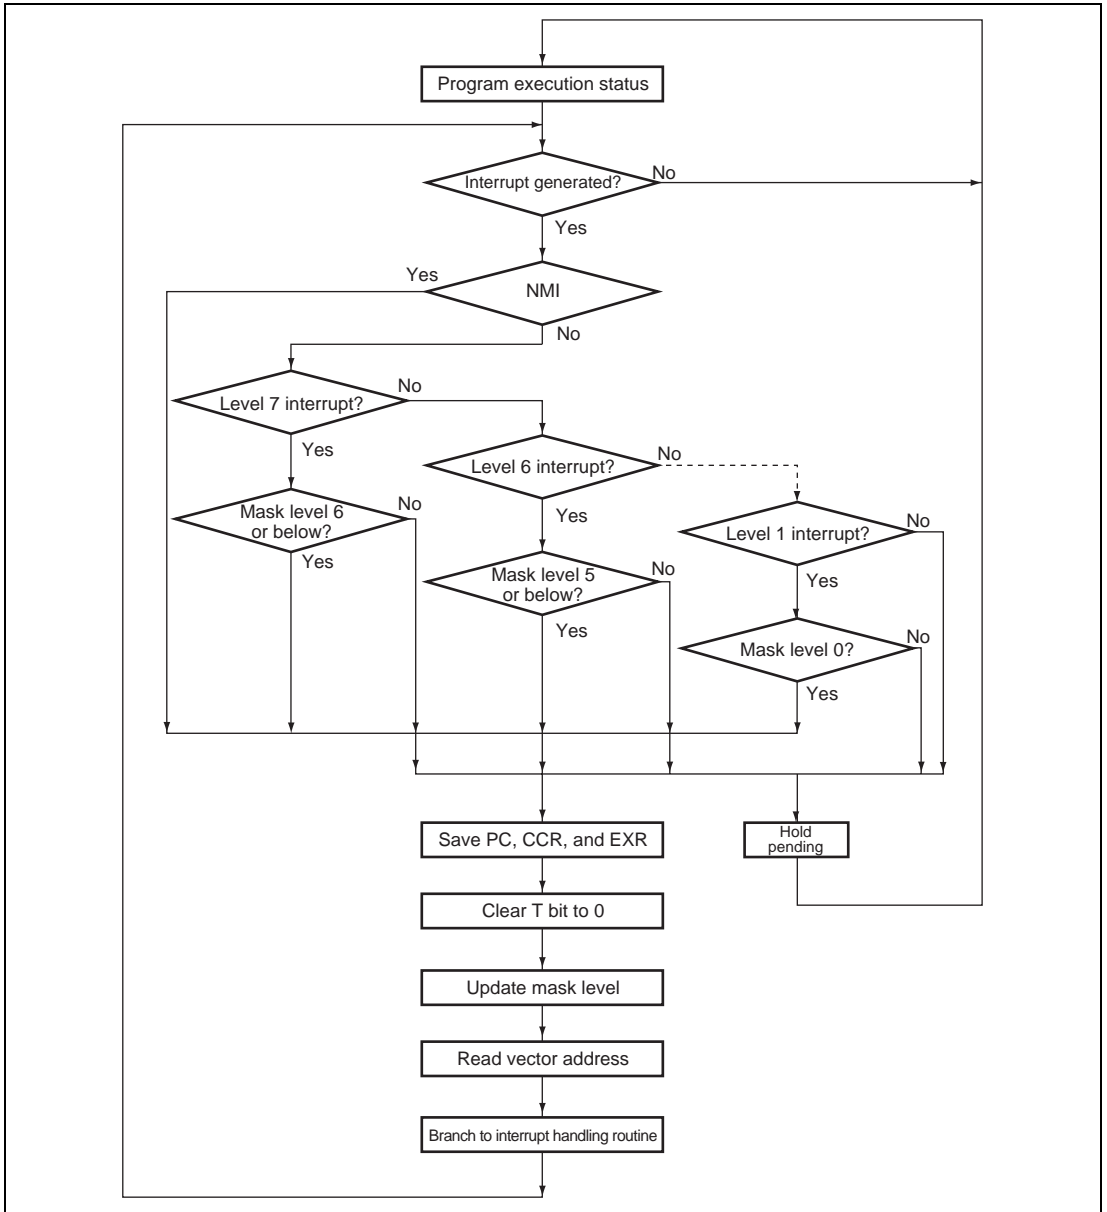 Program execution status
Interrupt generated?
No
Yes
Yes
NMI
No
Level 7 interrupt?
No
Yes
Level 6 interrupt?
No
Mask level 6
or below?
No
Yes
Yes
Level 1 interrupt?
No
Mask level 5
or below?
No
Yes
Yes
Mask level 0?
No
Yes
Save PC, CCR, and EXR
Hold
pending
Clear T bit to 0
Update mask level
Read vector address
Branch to interrupt handling routine